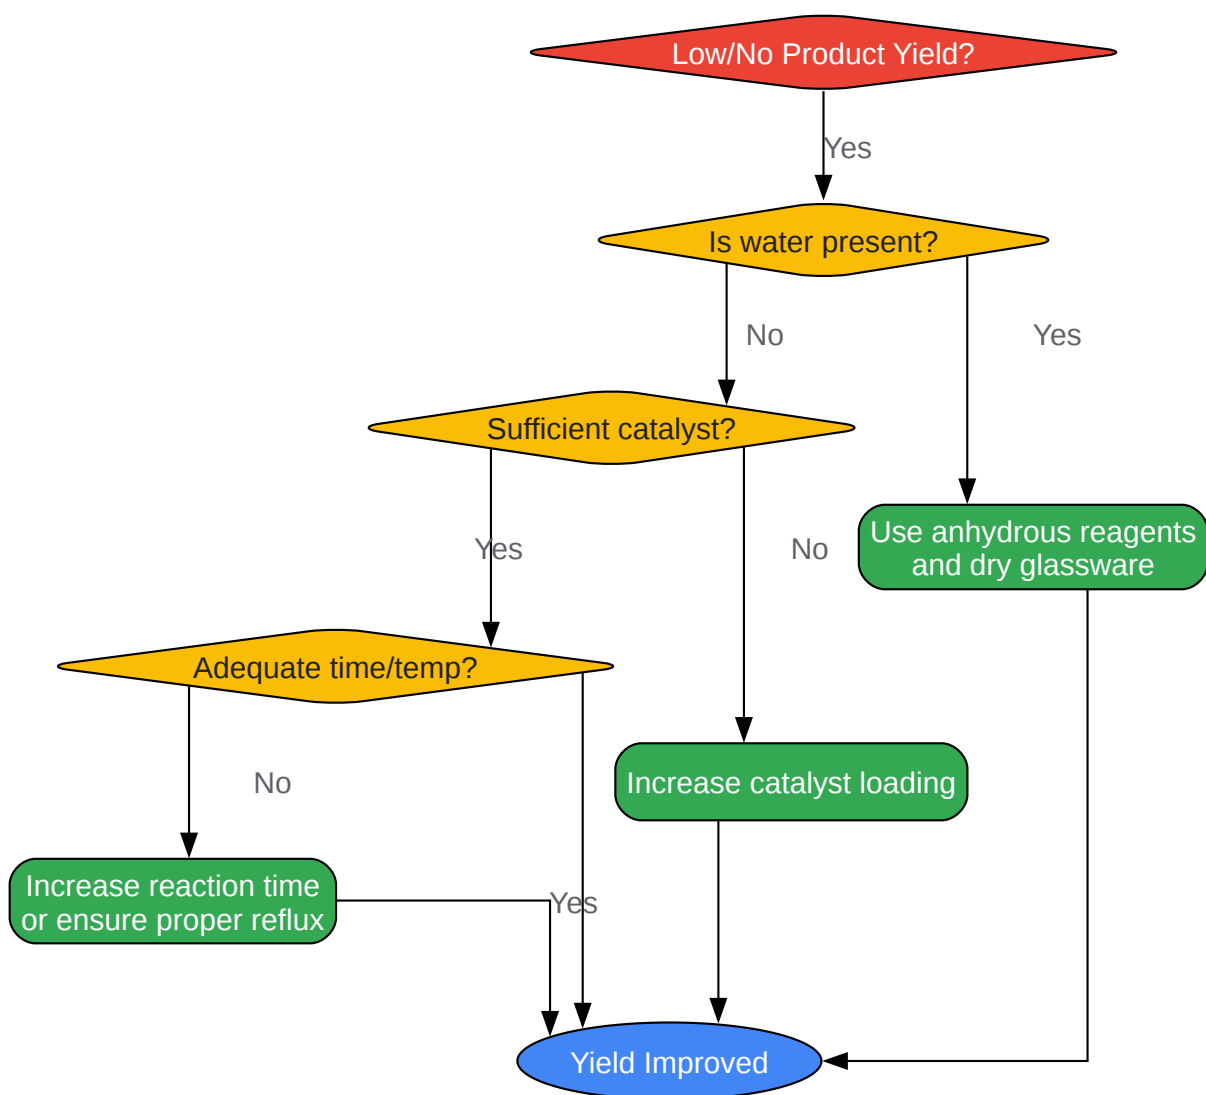 Low/No Product Yield?
Yes
Is water present?
No
Yes
Sufficient catalyst?
Yes
No
Use anhydrous reagents
and dry glassware
Adequate time/temp?
No
Increase catalyst loading
Increase reaction time
or ensure proper reflux
Yes
Yield Improved